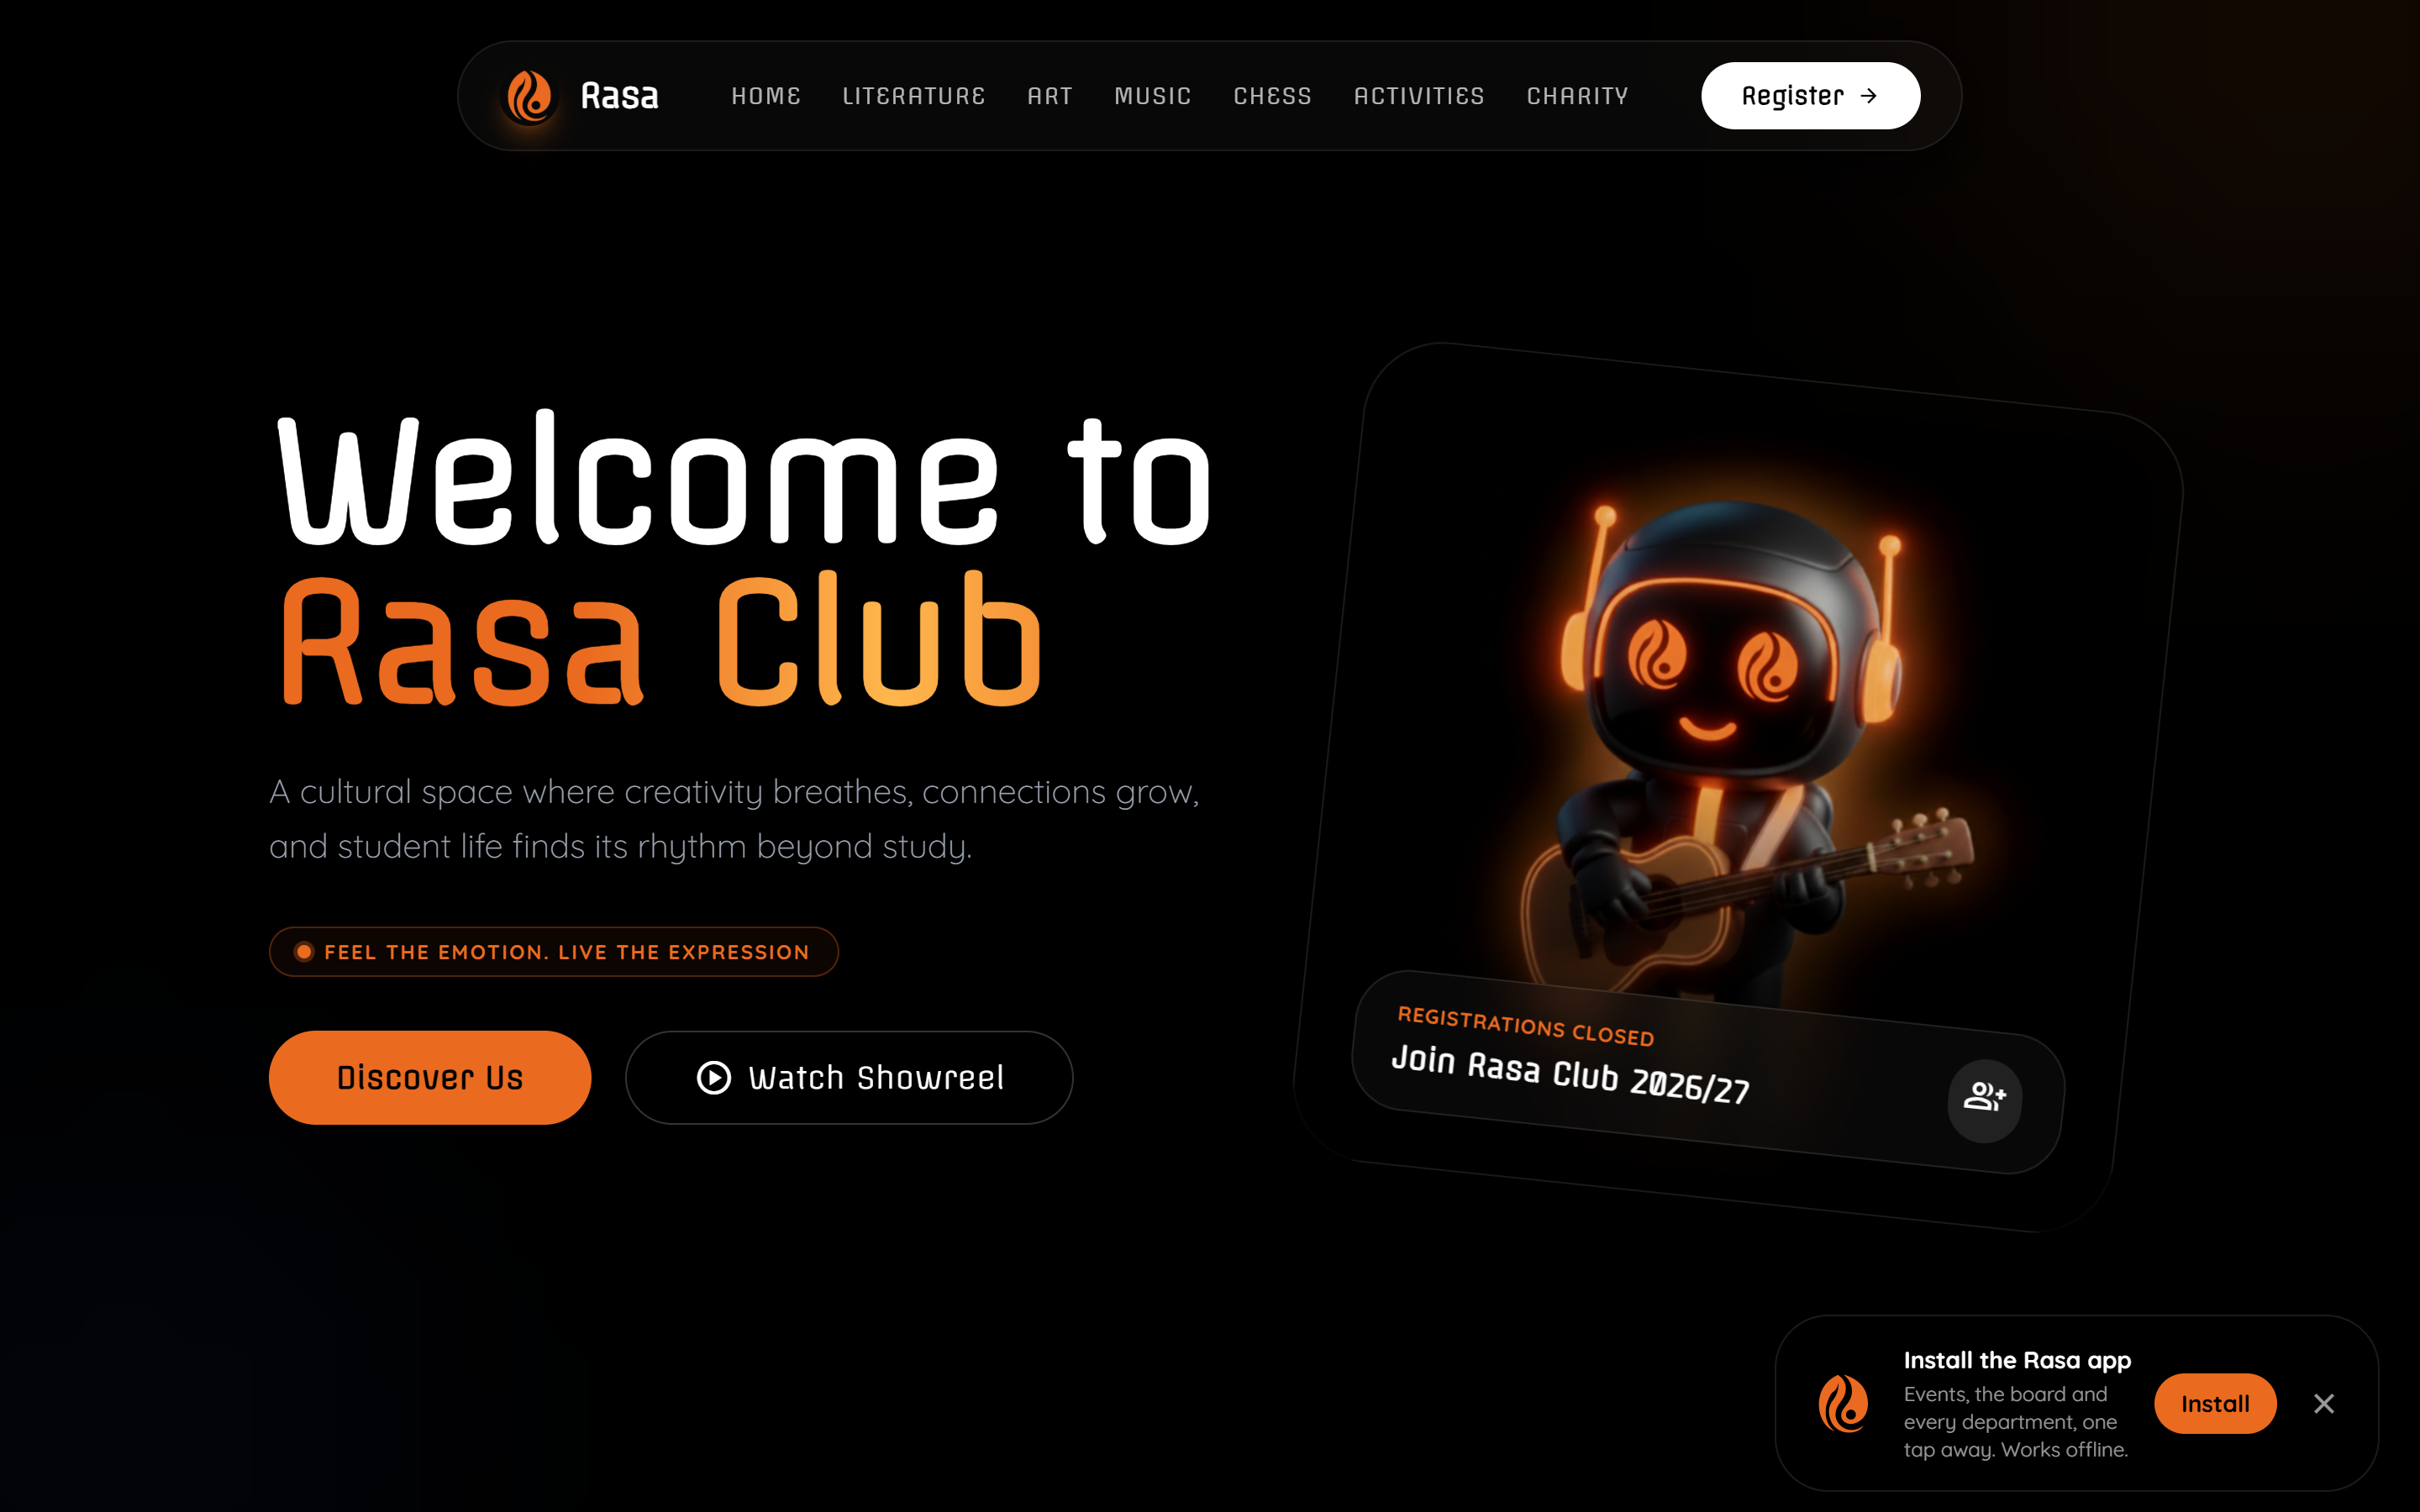 Rasa
HOME
LITERATURE
ART
MUSIC
CHESS
ACTIVITIES
CHARITY
Register
Welcome to
Rasa Club
A cultural space where creativity breathes, connections grow,
and student life finds its rhythm beyond study.
FEEL THE EMOTION. LIVE THE EXPRESSION
Discover Us
Watch Showreel
REGISTRATIONS CLOSED
Join Rasa Club 2026/27
Install the Rasa app
Events, the board and
every department, one
tap away. Works offline.
Install